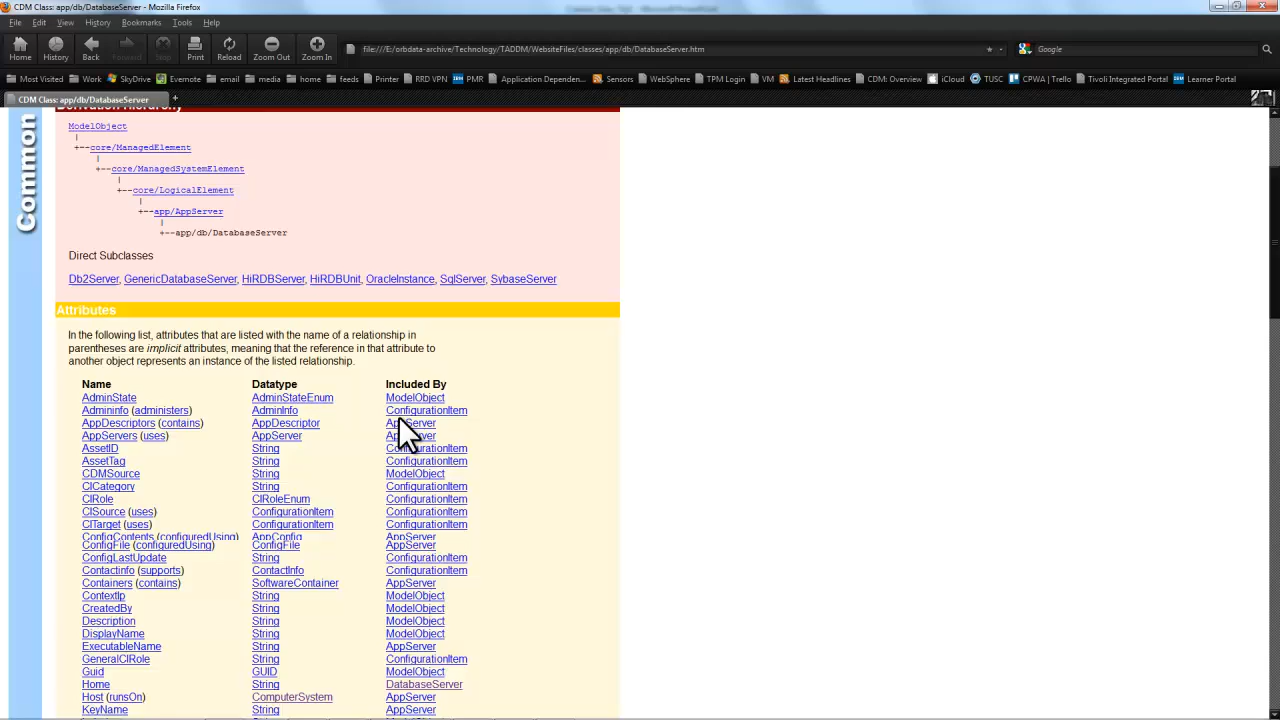 CDM Class: app/db/DatabaseServer - Mozilla Firefox
File Edit View History Bookmarks Tools Help
Home History Back Forward Stop Print Reload Zoom Out Zoom In
file:///E:/orbdata-archive/Technology/TADDM/WebsiteFiles/classes/app/db/DatabaseServer.htm
Google
Most Visited Work SkyDrive Evernote email media home feeds Printer RRD VPN PMR Application Dependen... Sensors WebSphere TPM Login VM Latest Headlines CDM: Overview iCloud TUSC CPWA | Trello Tivoli Integrated Portal Learner Portal
CDM Class: app/db/DatabaseServer
Common
Derivation Hierarchy
ModelObject
|
+--core/ManagedElement
|
+--core/ManagedSystemElement
|
+--core/LogicalElement
|
+--app/AppServer
|
+--app/db/DatabaseServer
Direct Subclasses
Db2Server, GenericDatabaseServer, HiRDBServer, HiRDBUnit, OracleInstance, SqlServer, SybaseServer
Attributes
In the following list, attributes that are listed with the name of a relationship in
parentheses are implicit attributes, meaning that the reference in that attribute to
another object represents an instance of the listed relationship.
Name Datatype Included By
AdminState AdminStateEnum ModelObject
AdminInfo (administers) AdminInfo ConfigurationItem
AppDescriptors (contains) AppDescriptor AppServer
AppServers (uses) AppServer AppServer
AssetID String ConfigurationItem
AssetTag String ConfigurationItem
CDMSource String ModelObject
CICategory String ConfigurationItem
CIRole CIRoleEnum ConfigurationItem
CISource (uses) ConfigurationItem ConfigurationItem
CITarget (uses) ConfigurationItem ConfigurationItem
ConfigContents (configuredUsing) AppConfig AppServer
ConfigFile (configuredUsing) ConfigFile AppServer
ConfigLastUpdate String ConfigurationItem
ContactInfo (supports) ContactInfo ConfigurationItem
Containers (contains) SoftwareContainer AppServer
ContextIp String ModelObject
CreatedBy String ModelObject
Description String ModelObject
DisplayName String ModelObject
ExecutableName String AppServer
GeneralCIRole String ConfigurationItem
Guid GUID ModelObject
Home String DatabaseServer
Host (runsOn) ComputerSystem AppServer
KeyName String AppServer